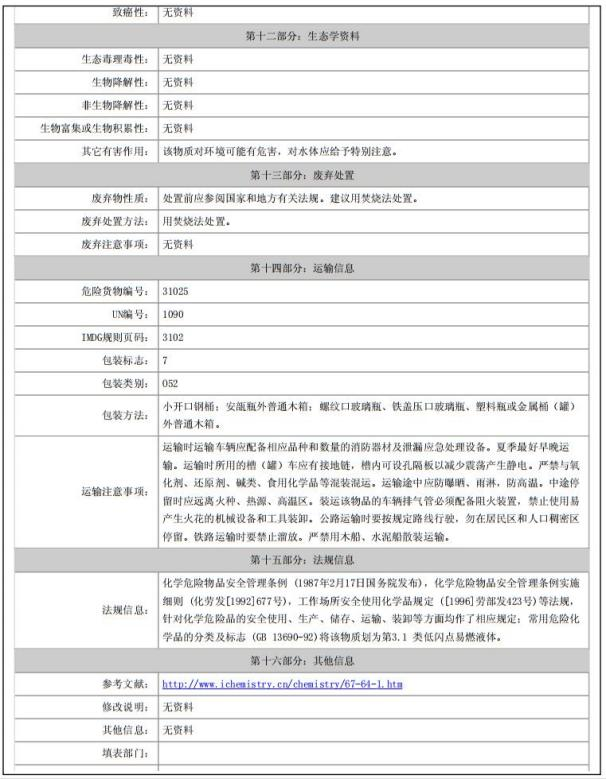 致癌性： 无资料
第十二部分：生态学资料
生态毒理毒性： 无资料
生物降解性： 无资料
非生物降解性： 无资料
生物富集或生物积累性： 无资料
其它有害作用： 该物质对环境可能有危害，对水体应给予特别注意。
第十三部分：废弃处置
废弃物性质： 处置前应参阅国家和地方有关法规。建议用焚烧法处置。
废弃处置方法： 用焚烧法处置。
废弃注意事项： 无资料
第十四部分：运输信息
危险货物编号： 31025
UN编号： 1090
IMDG规则页码： 3102
包装标志： 7
包装类别： 052
包装方法：
小开口钢桶；安瓿瓶外普通木箱；螺纹口玻璃瓶、铁盖压口玻璃瓶、塑料瓶或金属桶（罐）
外普通木箱。
运输注意事项：
运输时运输车辆应配备相应品种和数量的消防器材及泄漏应急处理设备。夏季最好早晚运
输。运输时所用的槽（罐）车应有接地链，槽内可设孔隔板以减少震荡产生静电。严禁与氧
化剂、还原剂、碱类、食用化学品等混装混运。运输途中应防曝晒、雨淋，防高温。中途停
留时应远离火种、热源、高温区。装运该物品的车辆排气管必须配备阻火装置，禁止使用易
产生火花的机械设备和工具装卸。公路运输时要按规定路线行驶，勿在居民区和人口稠密区
停留。铁路运输时要禁止溜放。严禁用木船、水泥船散装运输。
第十五部分：法规信息
法规信息：
化学危险物品安全管理条例 (1987年2月17日国务院发布)，化学危险物品安全管理条例实施
细则 (化劳发[1992]677号)，工作场所安全使用化学品规定 ([1996]劳部发423号)等法规，
针对化学危险品的安全使用、生产、储存、运输、装卸等方面均作了相应规定；常用危险化
学品的分类及标志 (GB 13690-92)将该物质划为第3.1 类低闪点易燃液体。
第十六部分：其他信息
参考文献： http://www.ichemistry.cn/chemistry/67-64-1.htm
修改说明： 无资料
其他信息： 无资料
填表部门：